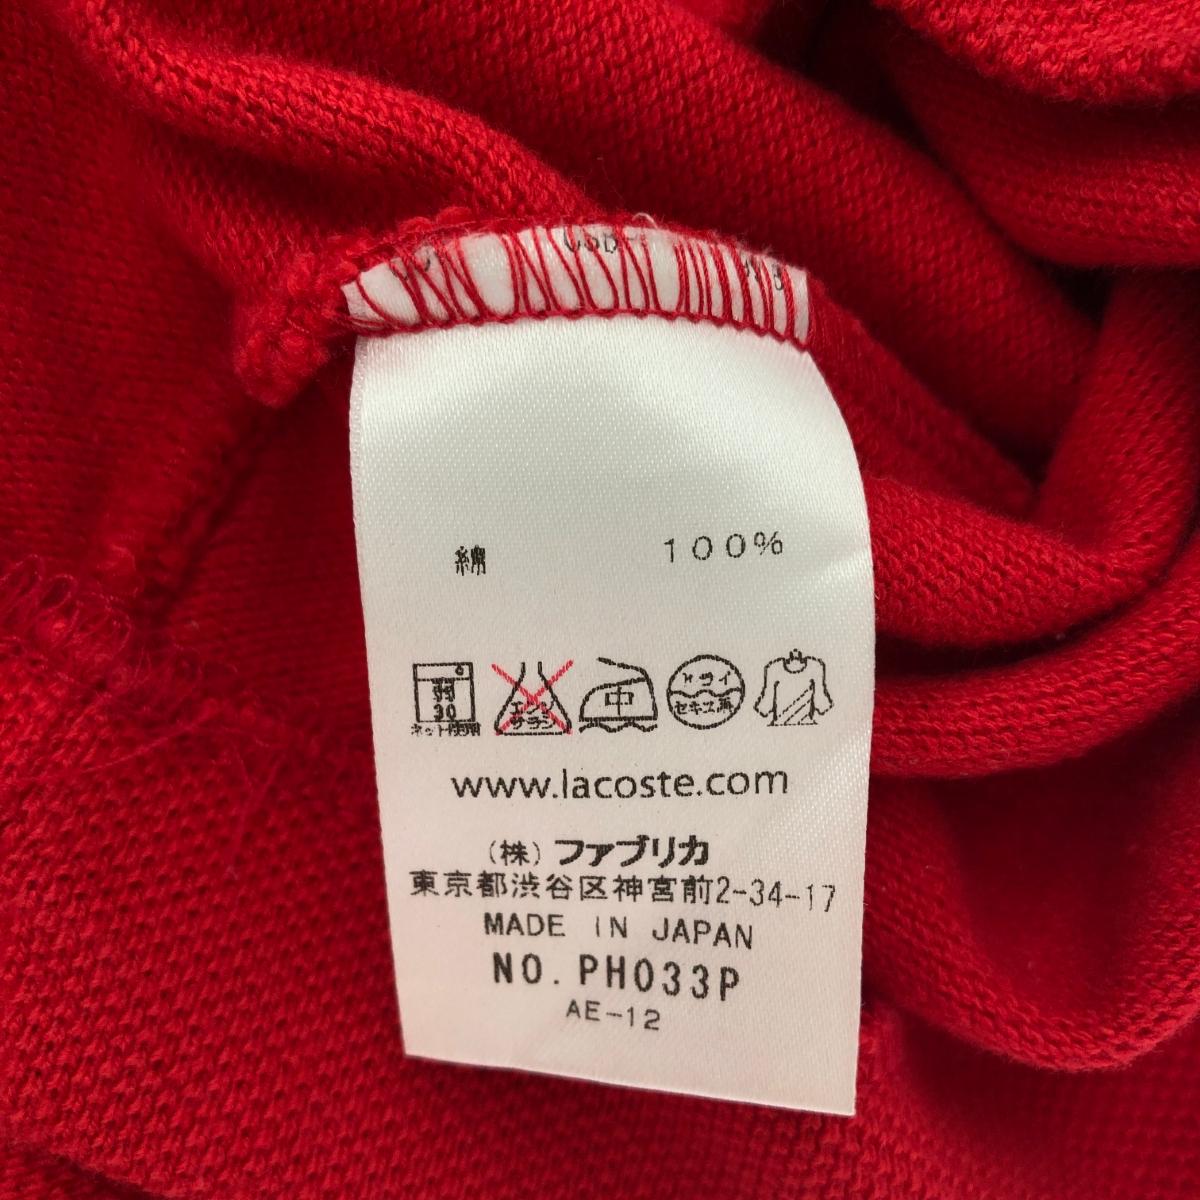 綿 100%
弱
30
ネット使用
エンソ
サラシ
中
ドライ
セキユ系
www.lacoste.com
(株)ファブリカ
東京都渋谷区神宮前2-34-17
MADE IN JAPAN
NO. PH033P
AE-12